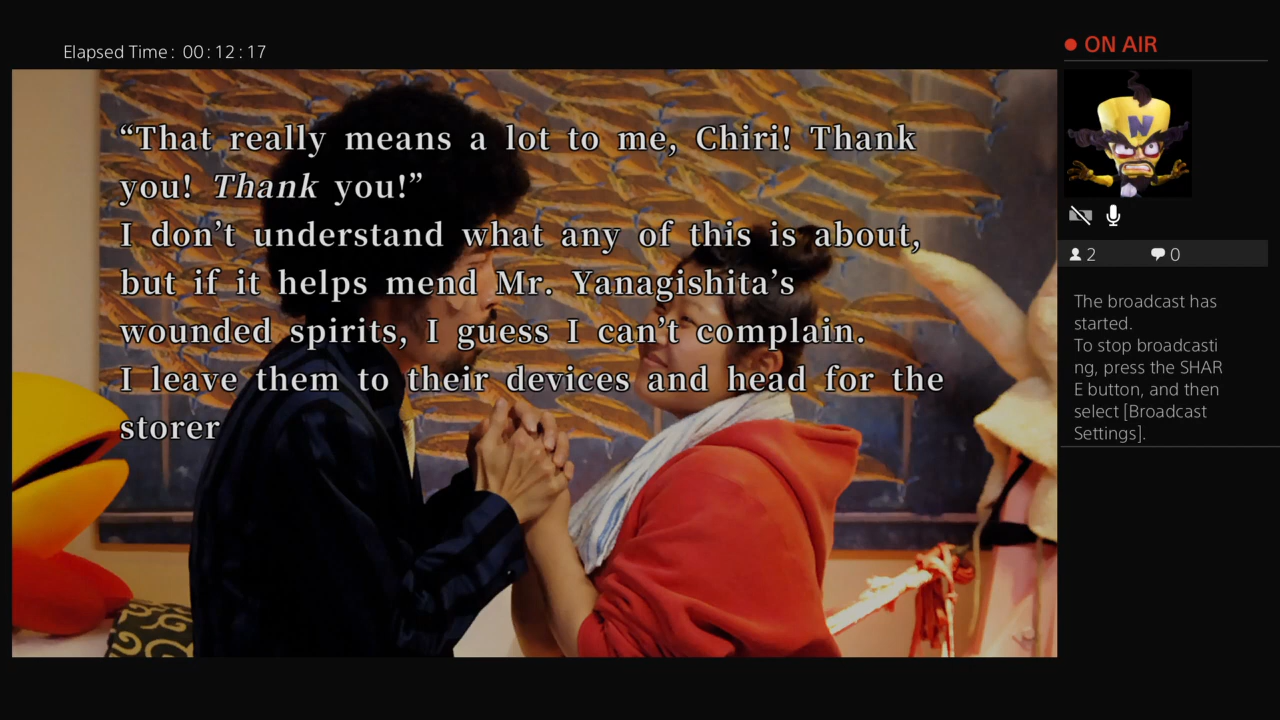 Elapsed Time: 00:12:17
ON AIR
“That really means a lot to me, Chiri! Thank
you! Thank you!”
I don’t understand what any of this is about,
but if it helps mend Mr. Yanagishita’s
wounded spirits, I guess I can’t complain.
I leave them to their devices and head for the
storer
N
2
0
The broadcast has
started.
To stop broadcasti
ng, press the SHAR
E button, and then
select [Broadcast
Settings].